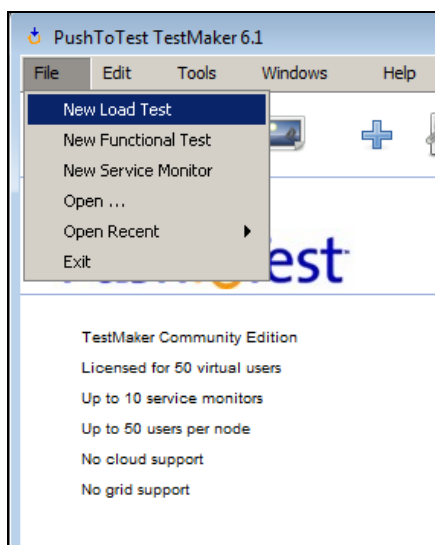 PushToTest TestMaker 6.1
File Edit Tools Windows Help
New Load Test
New Functional Test
New Service Monitor
Open ...
Open Recent
Exit
TestMaker Community Edition
Licensed for 50 virtual users
Up to 10 service monitors
Up to 50 users per node
No cloud support
No grid support